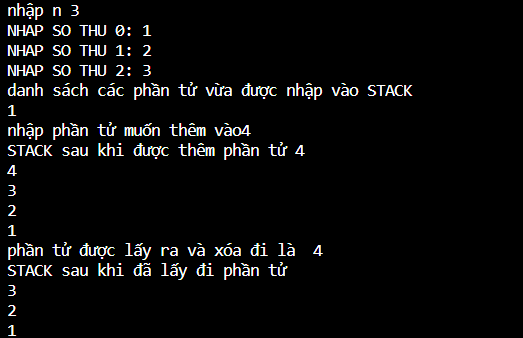 nhập n 3
NHAP SO THU 0: 1
NHAP SO THU 1: 2
NHAP SO THU 2: 3
danh sách các phần tử vừa được nhập vào STACK
1
nhập phần tử muốn thêm vào4
STACK sau khi được thêm phần tử 4
4
3
2
1
phần tử được lấy ra và xóa đi là  4
STACK sau khi đã lấy đi phần tử
3
2
1